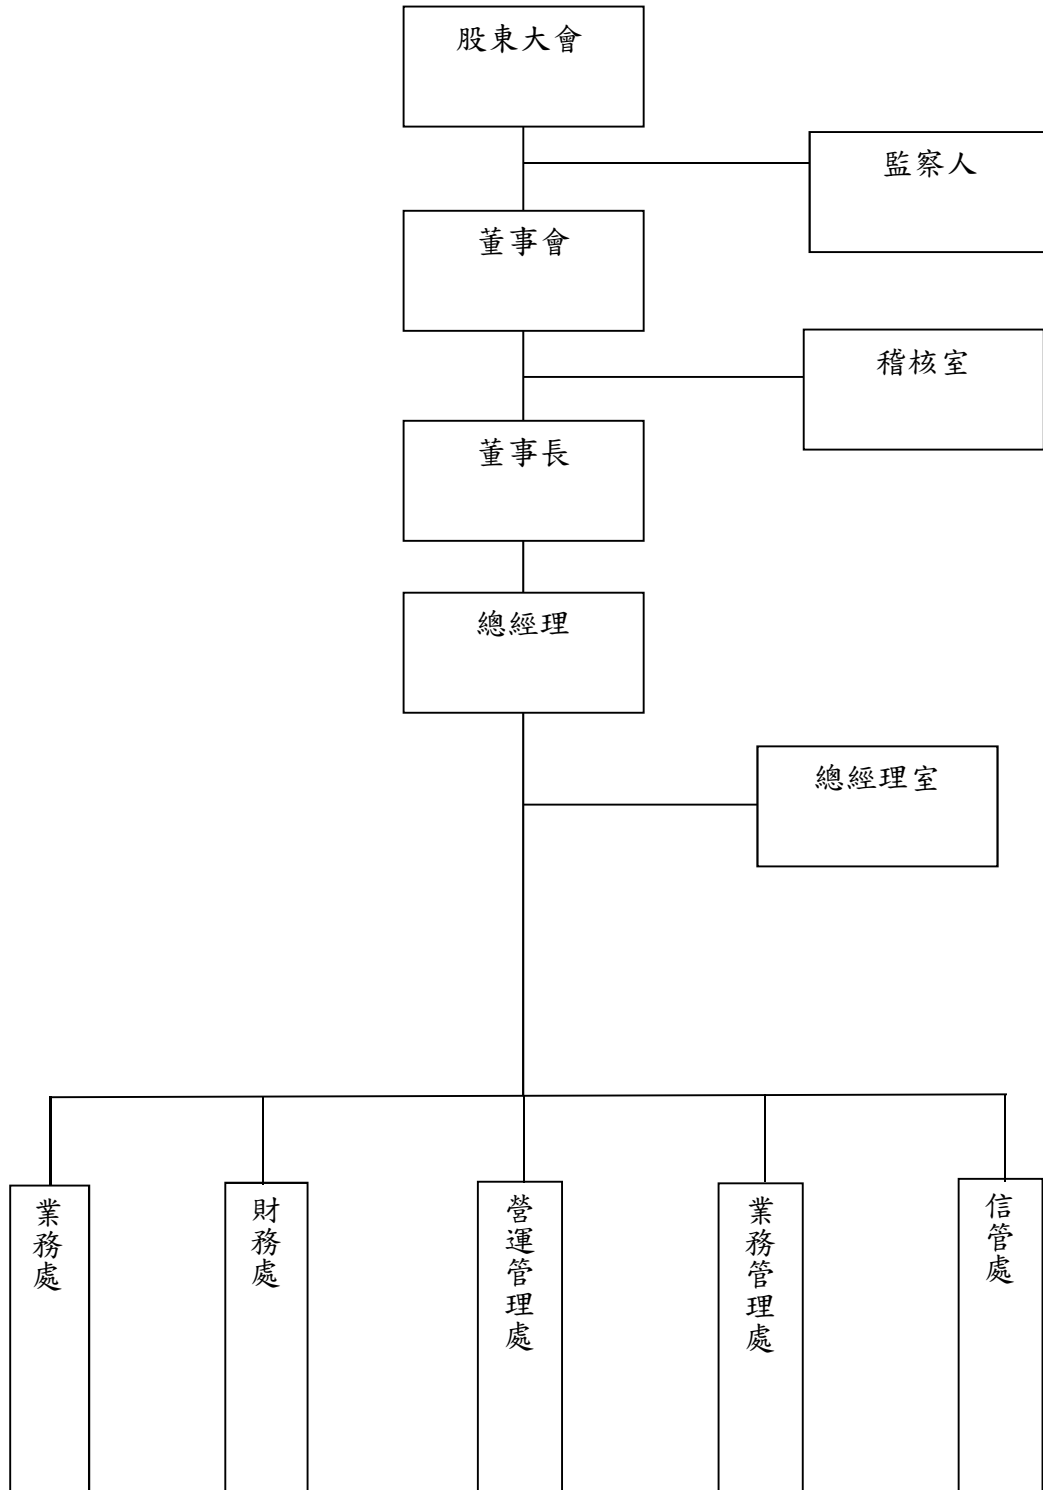 股東大會
監察人
董事會
稽核室
董事長
總經理
總經理室
業務處
財務處
營運管理處
業務管理處
信管處